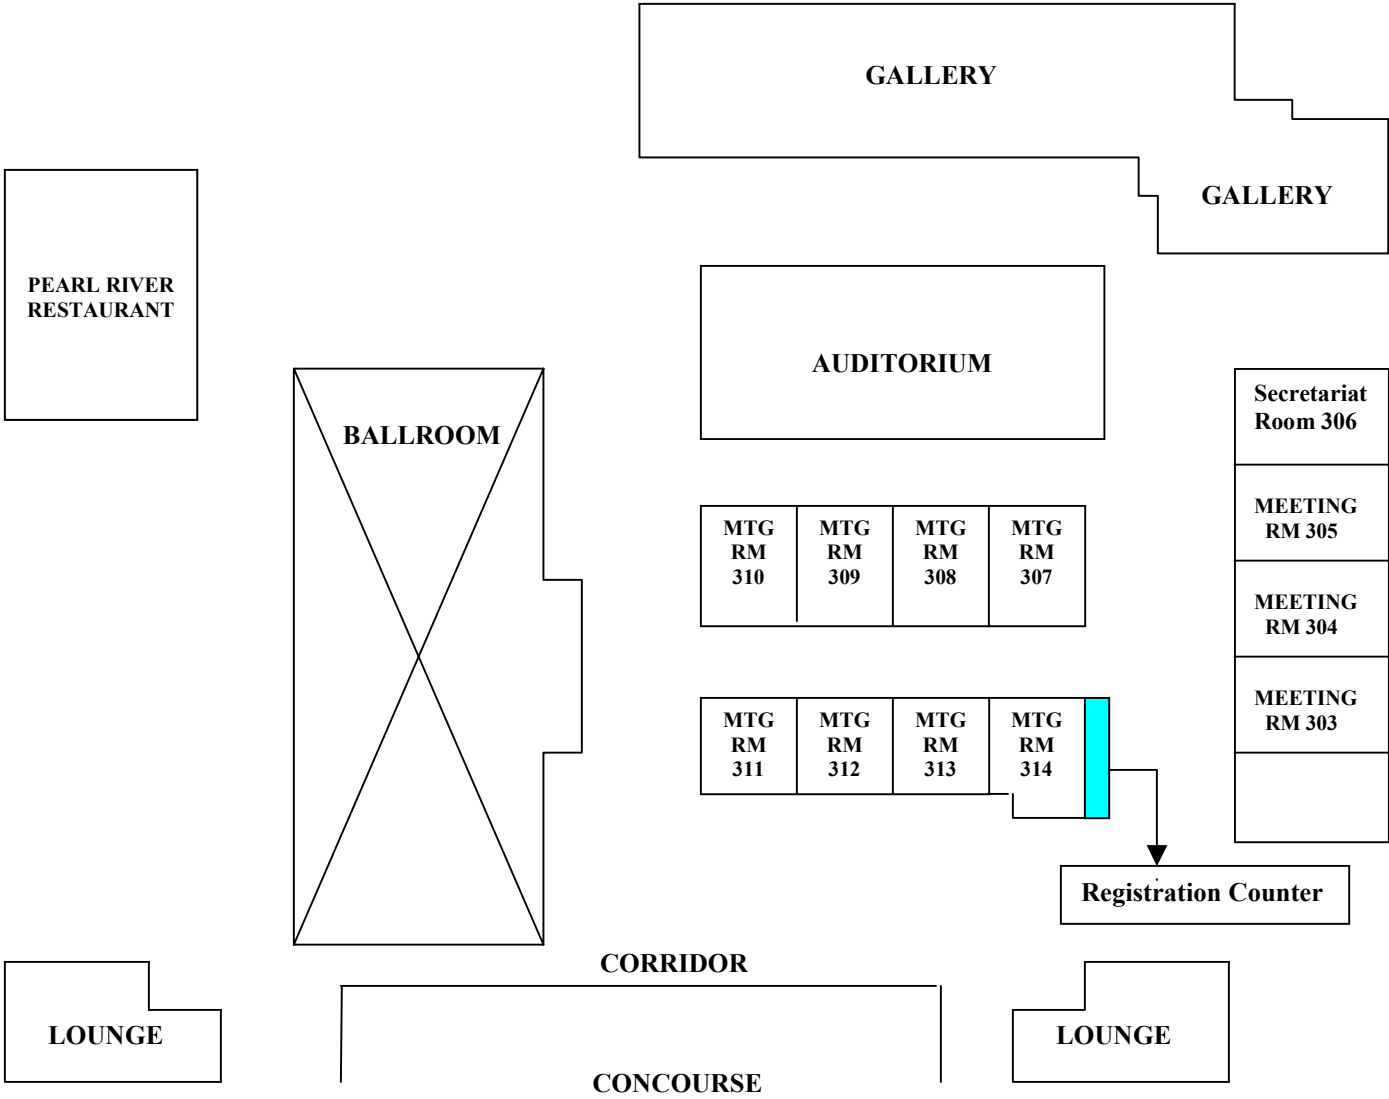 GALLERY
GALLERY
PEARL RIVER
RESTAURANT
AUDITORIUM
BALLROOM
Secretariat
Room 306
MEETING
RM 305
MEETING
RM 304
MEETING
RM 303
MTG
RM
310
MTG
RM
309
MTG
RM
308
MTG
RM
307
MTG
RM
311
MTG
RM
312
MTG
RM
313
MTG
RM
314
Registration Counter
CORRIDOR
LOUNGE
LOUNGE
CONCOURSE